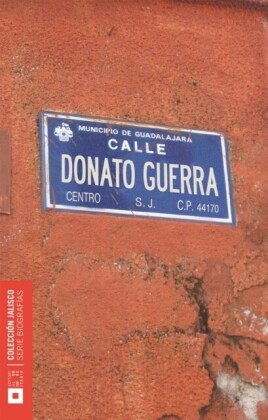 MUNICIPIO DE GUADALAJARA
CALLE
DONATO GUERRA
CENTRO S. J. C.P. 44170
COLECCIÓN JALISCO
SERIE BIOGRAFÍAS